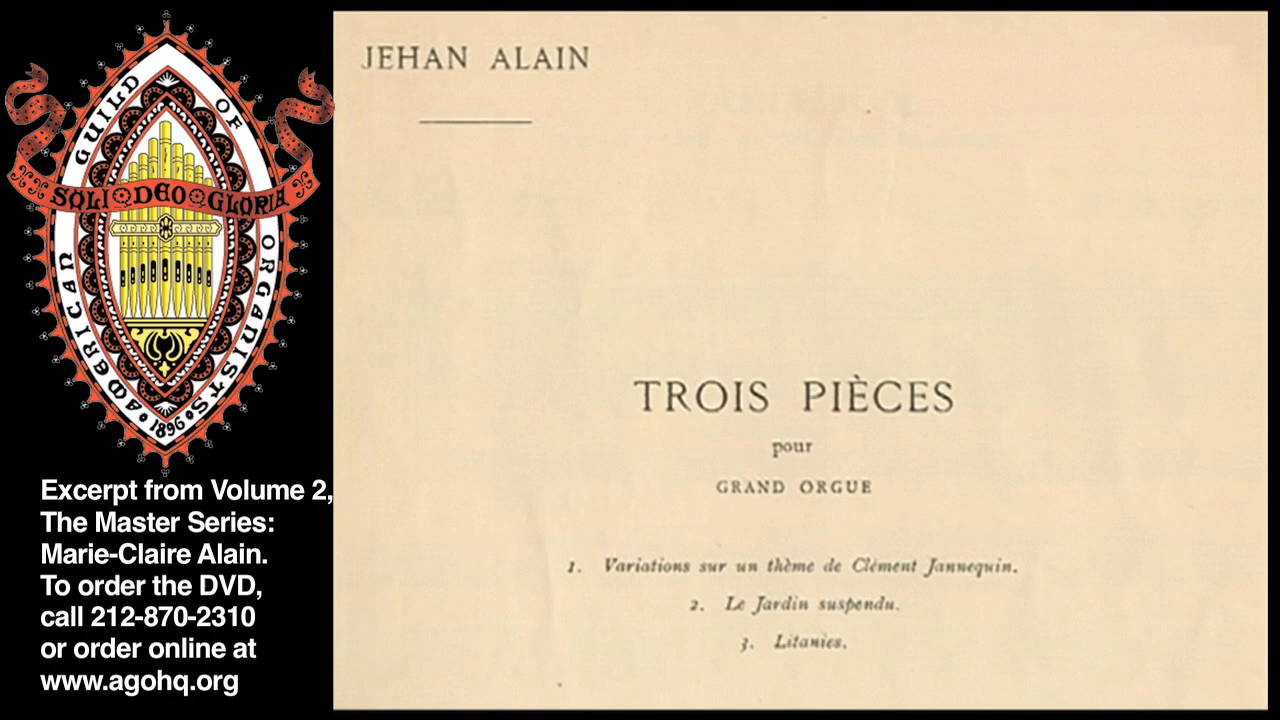 AMERICAN GUILD OF ORGANISTS
SOLI DEO GLORIA
1896
Excerpt from Volume 2,
The Master Series:
Marie-Claire Alain.
To order the DVD,
call 212-870-2310
or order online at
www.agohq.org
JEHAN ALAIN
TROIS PIÈCES
pour
GRAND ORGUE
1. Variations sur un thème de Clément Jannequin.
2. Le Jardin suspendu.
3. Litanies.